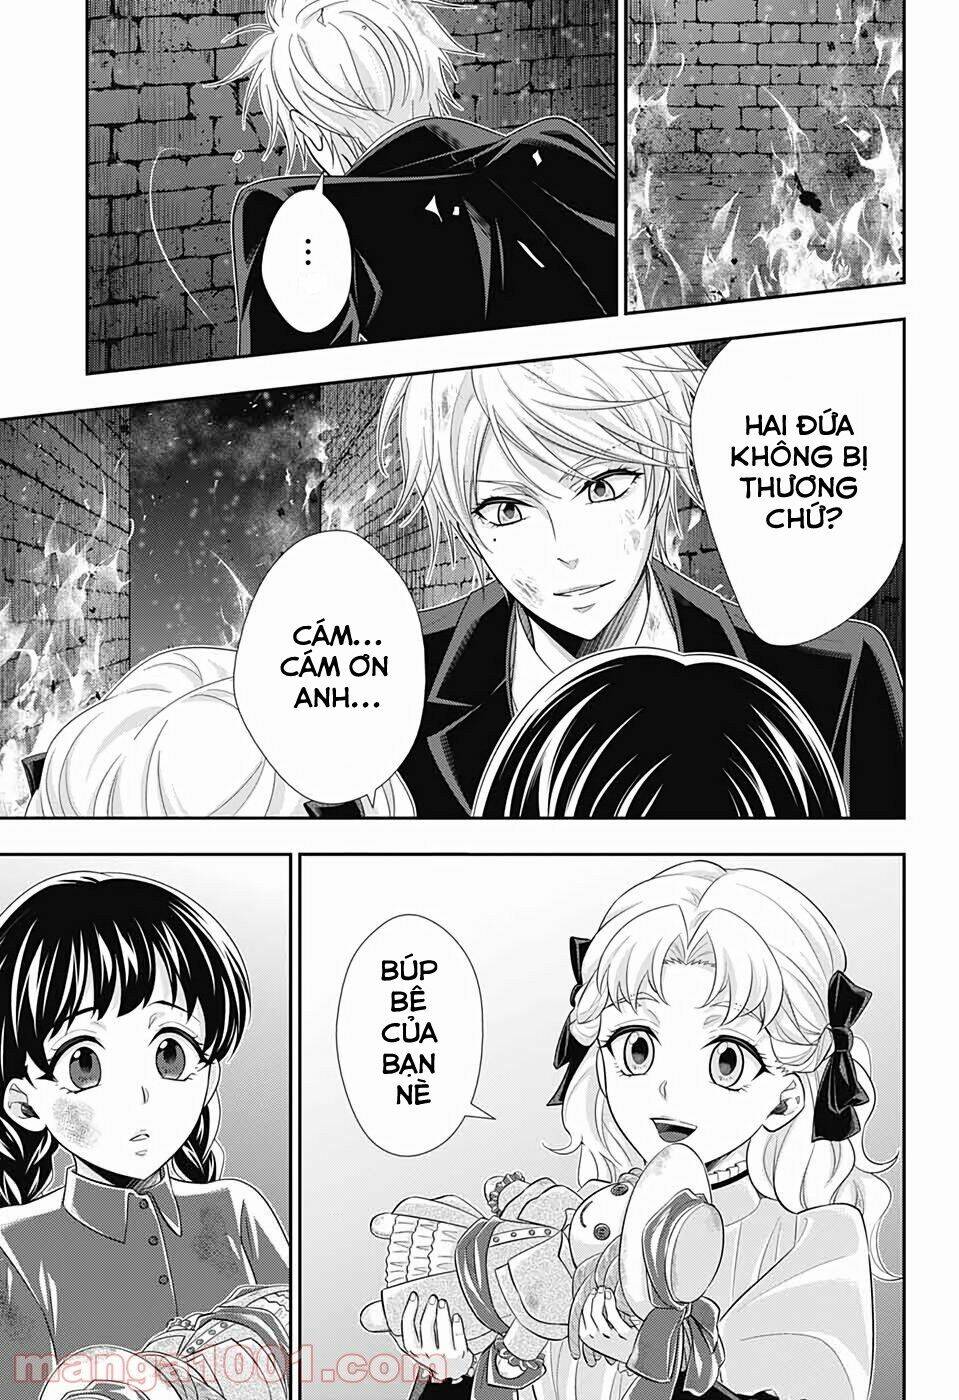 ...
HAI ĐỨA
KHÔNG BỊ
THƯƠNG
CHỨ?
CÁM...
CÁM ƠN
ANH...
BÚP
BÊ CỦA
BẠN
NÈ
manga1001.com